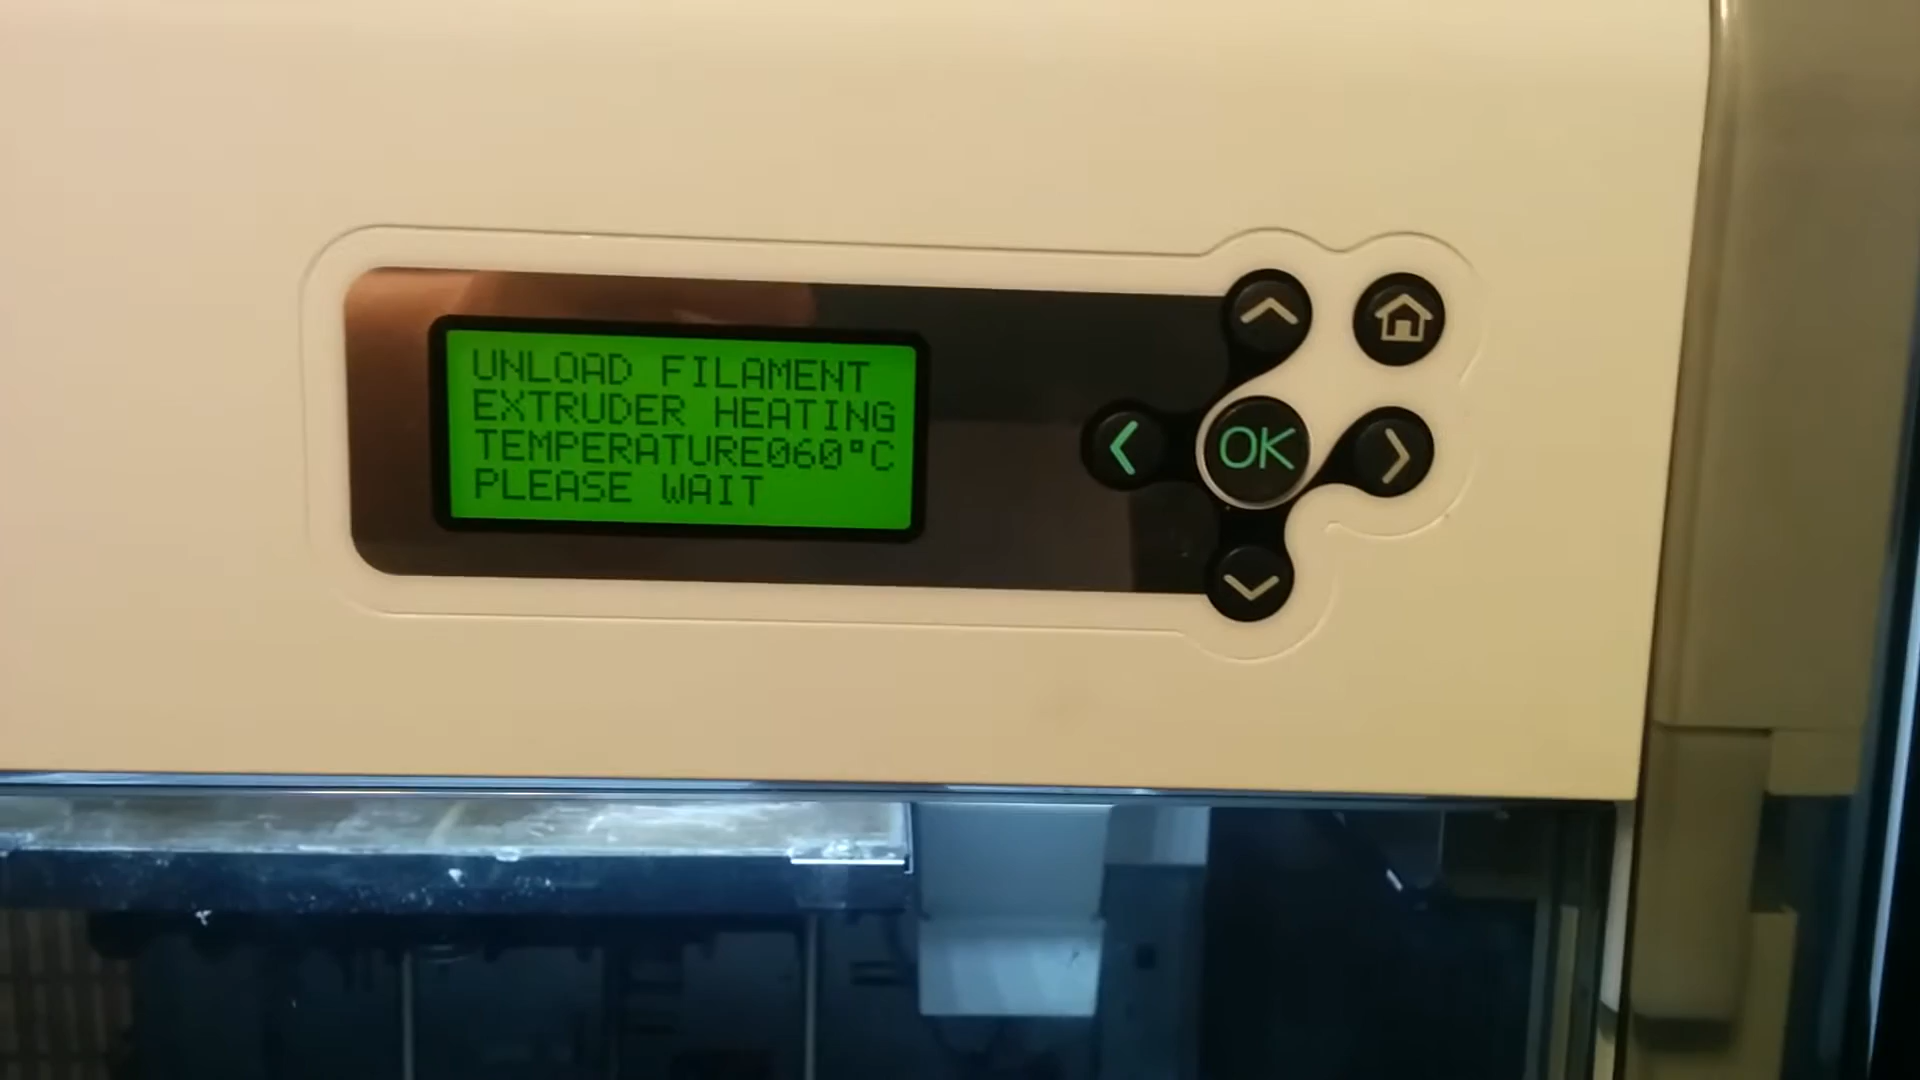 UNLOAD FILAMENT
EXTRUDER HEATING
TEMPERATURE060°C
PLEASE WAIT
OK